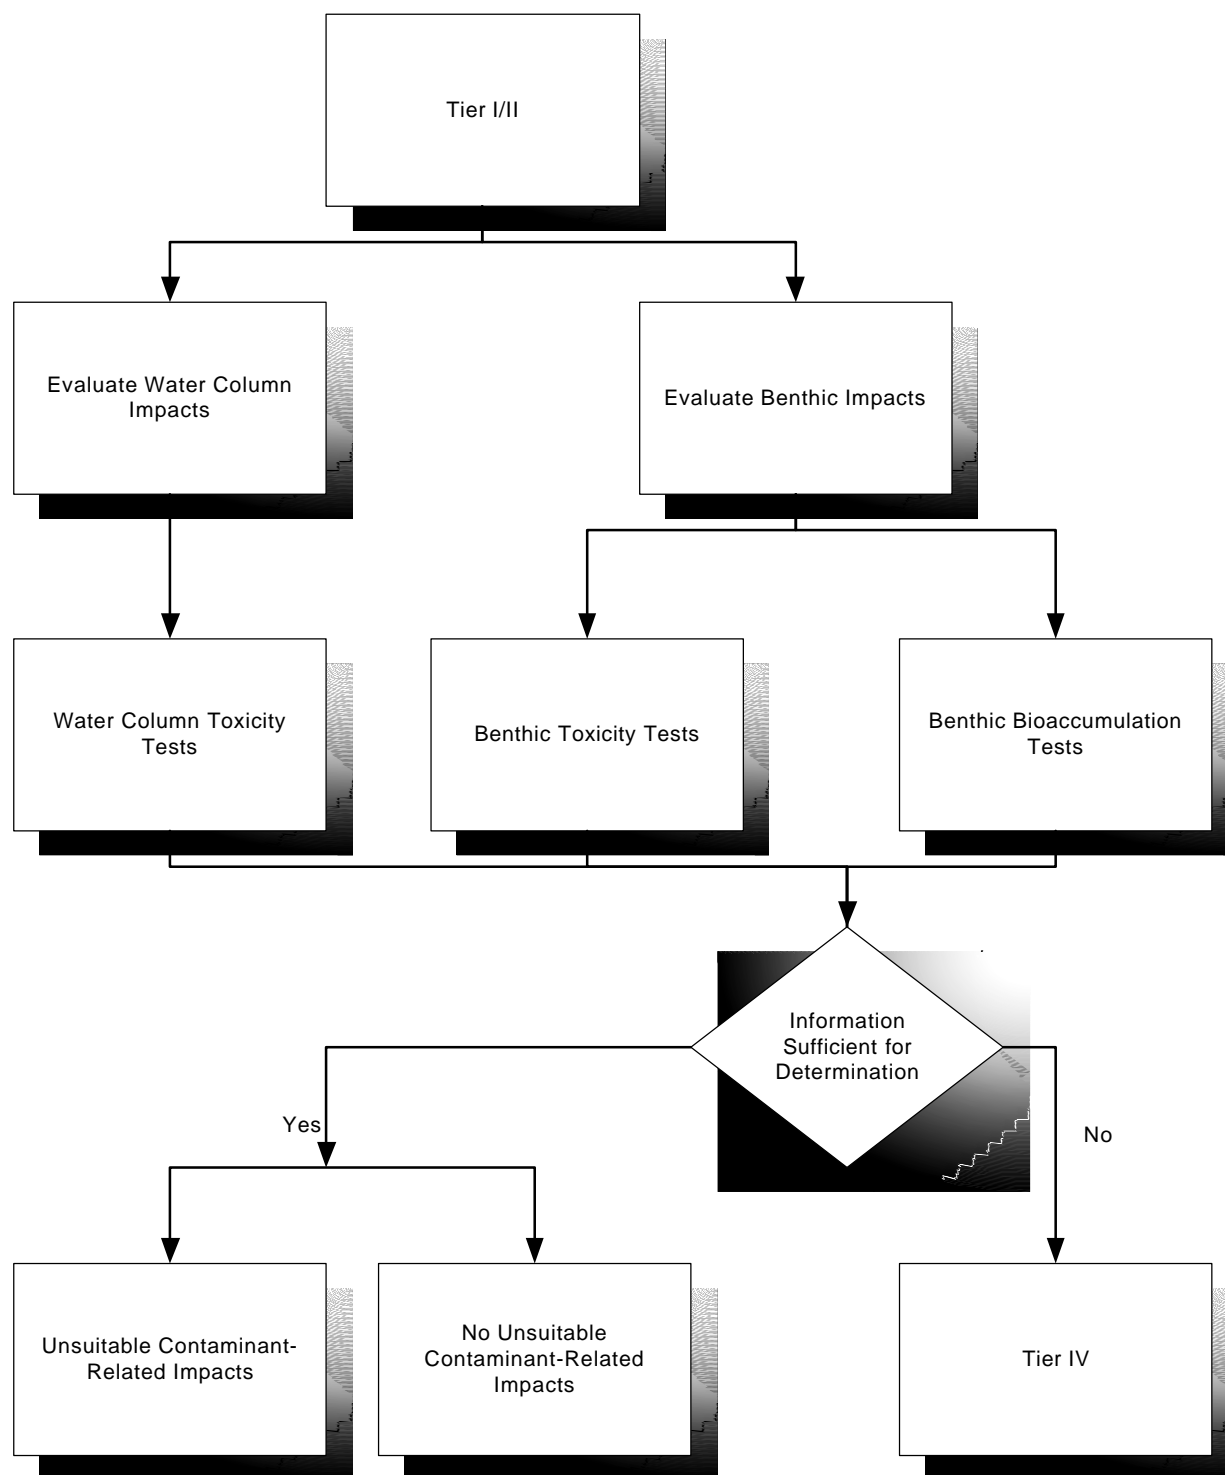 Tier I/II
Evaluate Water Column
Impacts
Evaluate Benthic Impacts
Water Column Toxicity
Tests
Benthic Toxicity Tests
Benthic Bioaccumulation
Tests
Information
Sufficient for
Determination
Yes
No
Unsuitable Contaminant-
Related Impacts
No Unsuitable
Contaminant-Related
Impacts
Tier IV